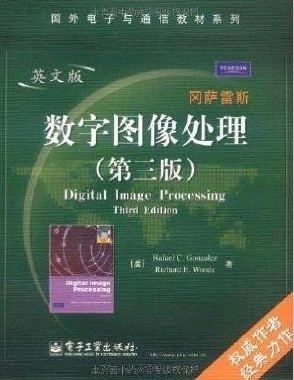 国外电子与通信教材系列
PEARSON
英文版
冈萨雷斯
数字图像处理
(第三版)
Digital Image Processing
Third Edition
[美]
Rafael C. Gonzalez
Richard E. Woods
著
Digital Image
Processing
权威作者
经典力作
电子工业出版社